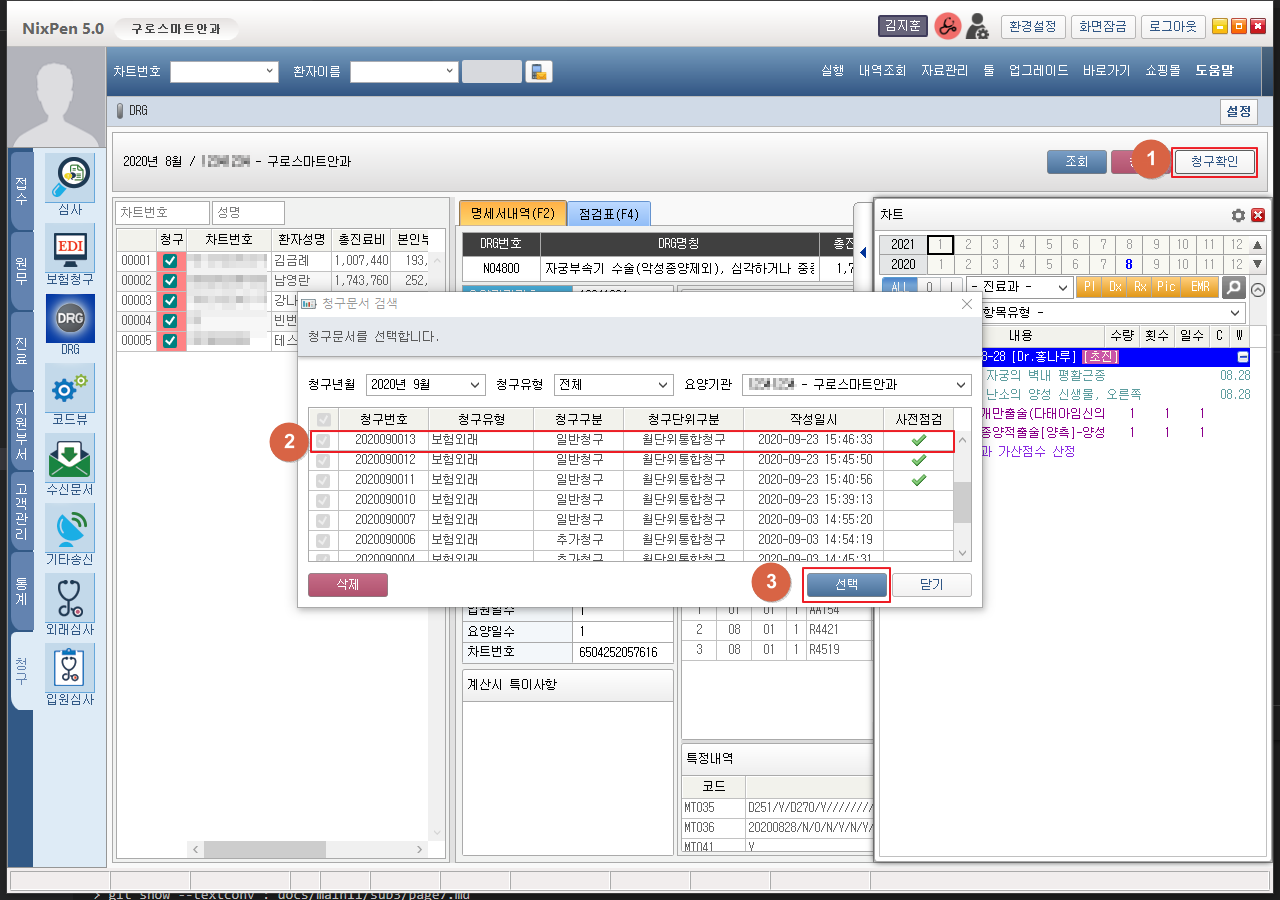 NixPen 5.0 구로스마트안과 김지훈 환경설정 화면잠금 로그아웃
차트번호 환자이름 실행 내역조회 자료관리 툴 업그레이드 바로가기 쇼핑몰 도움말
DRG 설정
2020년 8월 / - 구로스마트안과 조회 1 청구확인
접수
원무
진료
지원부서
고객관리
통계
청구
심사
EDI
보험청구
DRG
DRG
코드뷰
수신문서
기타송신
외래심사
입원심사
차트번호 성명
청구 차트번호 환자성명 총진료비 본인부
00001 김금례 1,007,440 193,
00002 남영란 1,743,760 252,
00003 강나
00004 빈번
00005 테스
명세서내역(F2) 점검표(F4)
DRG번호 DRG명칭 총진
N04800 자궁부속기 수술(악성종양제외), 심각하거나 중증 1,7
차트
2021 1 2 3 4 5 6 7 8 9 10 11 12
2020 1 2 3 4 5 6 7 8 9 10 11 12
ALL O I - 진료과 - PI Dx Rx Pic EMR
항목유형 -
내용 수량 횟수 일수 C W
8-28 [Dr.홍나루] [초진]
자궁의 벽내 평활근종 08.28
난소의 양성 신생물, 오른쪽 08.28
개만출술(다태아임신의 1 1 1
종양적출술[양측]-양성 1 1 1
과 가산점수 산정
청구문서 검색
청구문서를 선택합니다.
청구년월 2020년 9월 청구유형 전체 요양기관 - 구로스마트안과
청구번호 청구유형 청구구분 청구단위구분 작성일시 사전점검
2
2020090013 보험외래 일반청구 월단위통합청구 2020-09-23 15:46:33
2020090012 보험외래 일반청구 월단위통합청구 2020-09-23 15:45:50
2020090011 보험외래 일반청구 월단위통합청구 2020-09-23 15:40:56
2020090010 보험외래 일반청구 월단위통합청구 2020-09-23 15:39:13
2020090007 보험외래 일반청구 월단위통합청구 2020-09-03 14:55:20
2020090006 보험외래 추가청구 월단위통합청구 2020-09-03 14:54:19
2020090004 보험외래 추가청구 월단위통합청구 2020-09-03 14:45:31
삭제 3 선택 닫기
입원일수 1
요양일수 1
차트번호 6504252057616
1 01 01 1 AA154
2 08 01 1 R4421
3 08 01 1 R4519
계산시 특이사항
특정내역
코드
MT035 D251/Y/D270/Y////////
MT036 20200828/N/O/N/Y/N/Y/
MT041 Y
> git show --textconv : docs/main11/sub3/page7.md